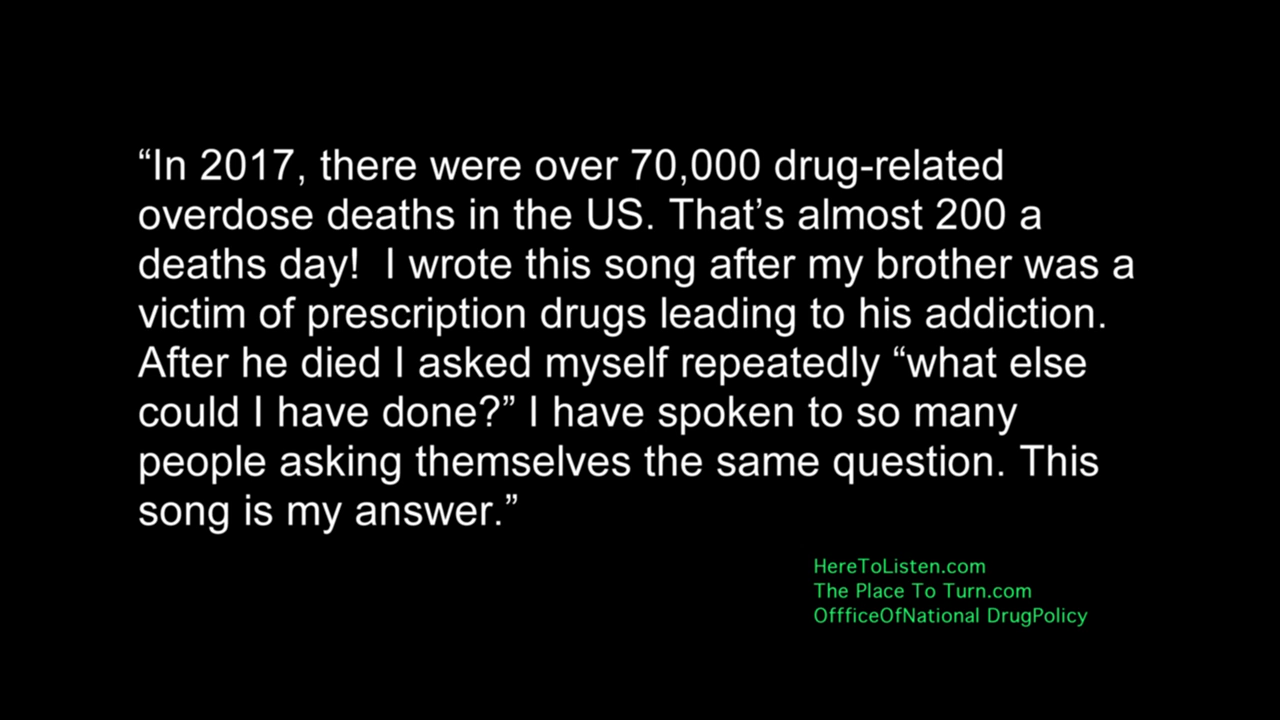 “In 2017, there were over 70,000 drug-related
overdose deaths in the US. That’s almost 200 a
deaths day!  I wrote this song after my brother was a
victim of prescription drugs leading to his addiction.
After he died I asked myself repeatedly “what else
could I have done?” I have spoken to so many
people asking themselves the same question. This
song is my answer.”
HereToListen.com
The Place To Turn.com
OffficeOfNational DrugPolicy